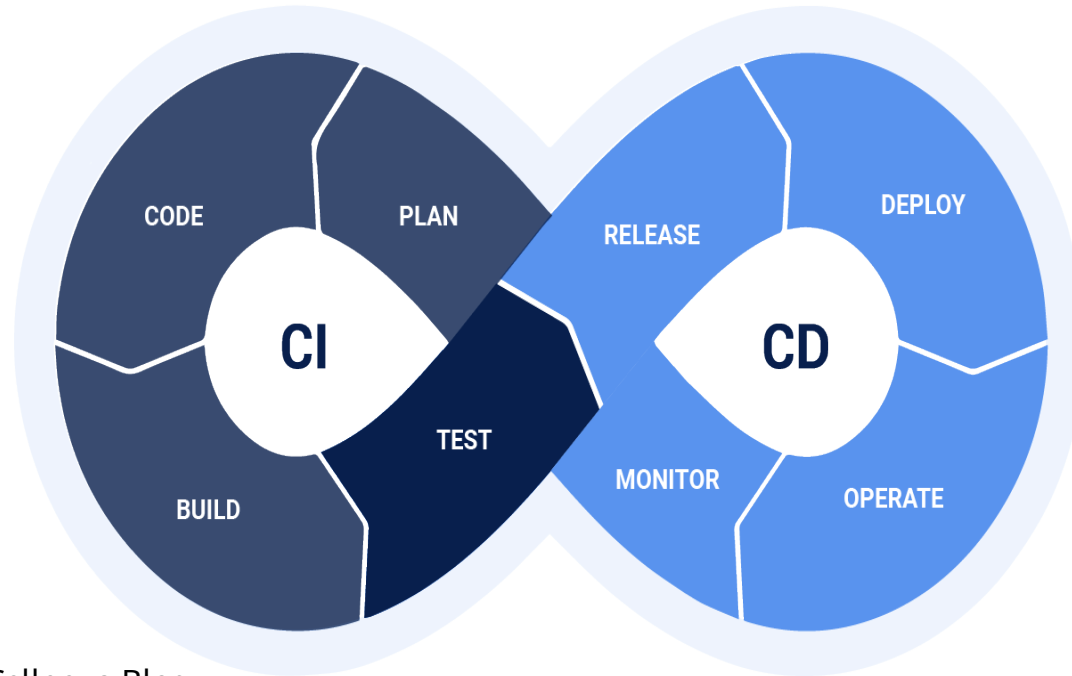 CODE
PLAN
RELEASE
DEPLOY
CI
CD
TEST
MONITOR
OPERATE
BUILD